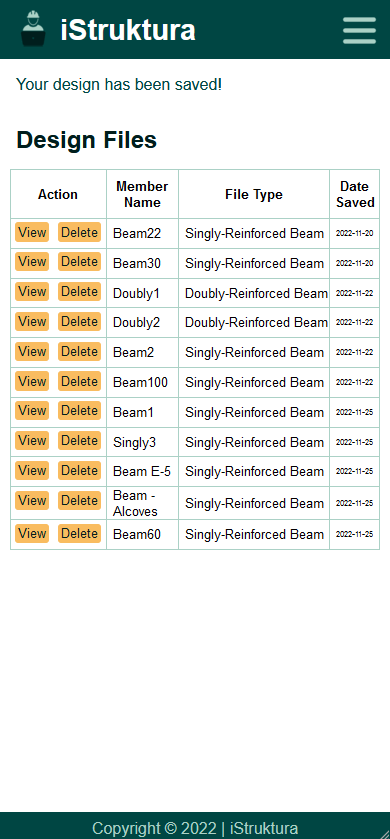 iStruktura
Your design has been saved!
Design Files
Action Member Name File Type Date Saved
View Delete Beam22 Singly-Reinforced Beam 2022-11-20
View Delete Beam30 Singly-Reinforced Beam 2022-11-20
View Delete Doubly1 Doubly-Reinforced Beam 2022-11-22
View Delete Doubly2 Doubly-Reinforced Beam 2022-11-22
View Delete Beam2 Singly-Reinforced Beam 2022-11-22
View Delete Beam100 Singly-Reinforced Beam 2022-11-22
View Delete Beam1 Singly-Reinforced Beam 2022-11-25
View Delete Singly3 Singly-Reinforced Beam 2022-11-25
View Delete Beam E-5 Singly-Reinforced Beam 2022-11-25
View Delete Beam - Alcoves Singly-Reinforced Beam 2022-11-25
View Delete Beam60 Singly-Reinforced Beam 2022-11-25
Copyright © 2022 | iStruktura